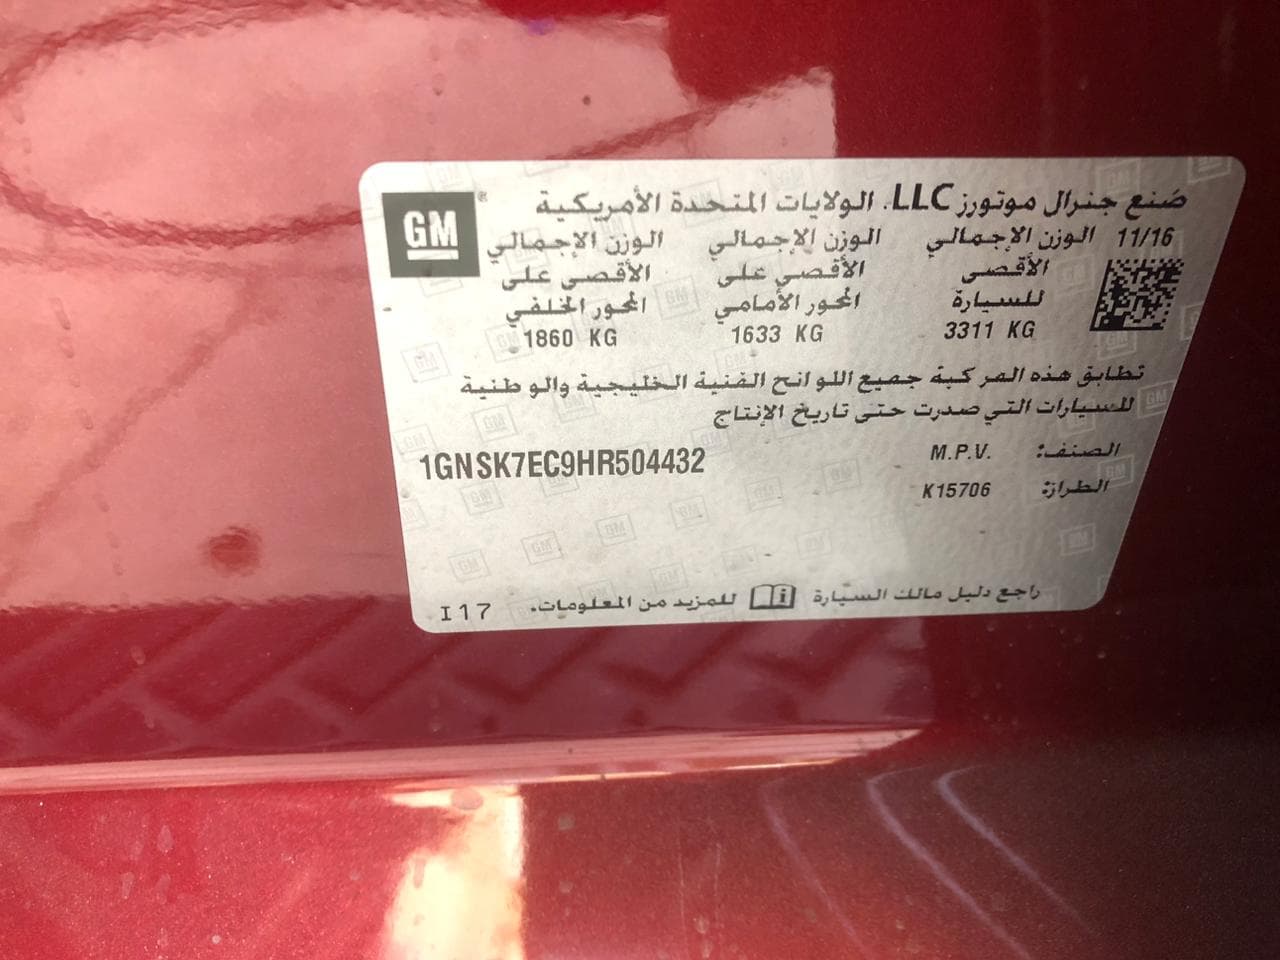 GM®
صُنع جنرال موتورز LLC. الولايات المتحدة الأمريكية
11/16
الوزن الإجمالي
الأقصى
للسيارة
3311 KG
الوزن الإجمالي
الأقصى على
المحور الأمامي
1633 KG
الوزن الإجمالي
الأقصى على
المحور الخلفي
1860 KG
تطابق هذه المركبة جميع اللوائح الفنية الخليجية والوطنية
للسيارات التي صدرت حتى تاريخ الإنتاج
الصنف: M.P.V.
1GNSK7EC9HR504432
الطراز: K15706
راجع دليل مالك السيارة i للمزيد من المعلومات.
I17